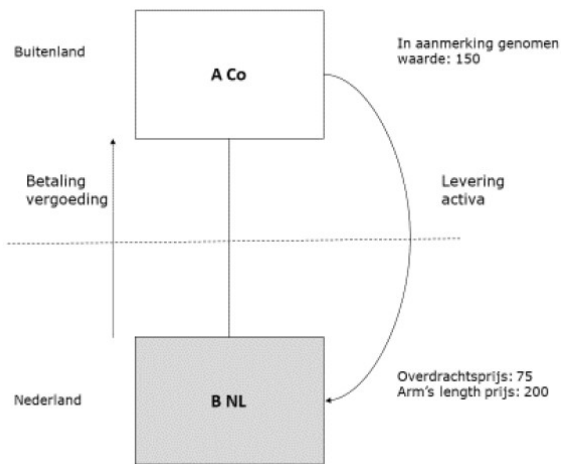 Buitenland
A Co
In aanmerking genomen
waarde: 150
Betaling
vergoeding
Levering
activa
Nederland
B NL
Overdrachtsprijs: 75
Arm's length prijs: 200